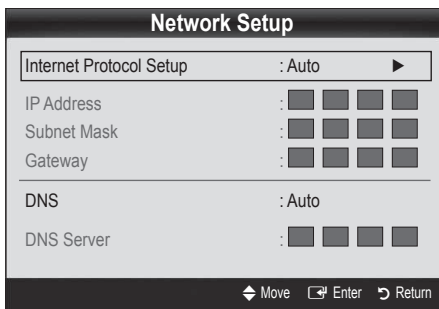 Network Setup
Internet Protocol Setup : Auto ►
IP Address :
Subnet Mask :
Gateway :
DNS : Auto
DNS Server :
Move Enter Return